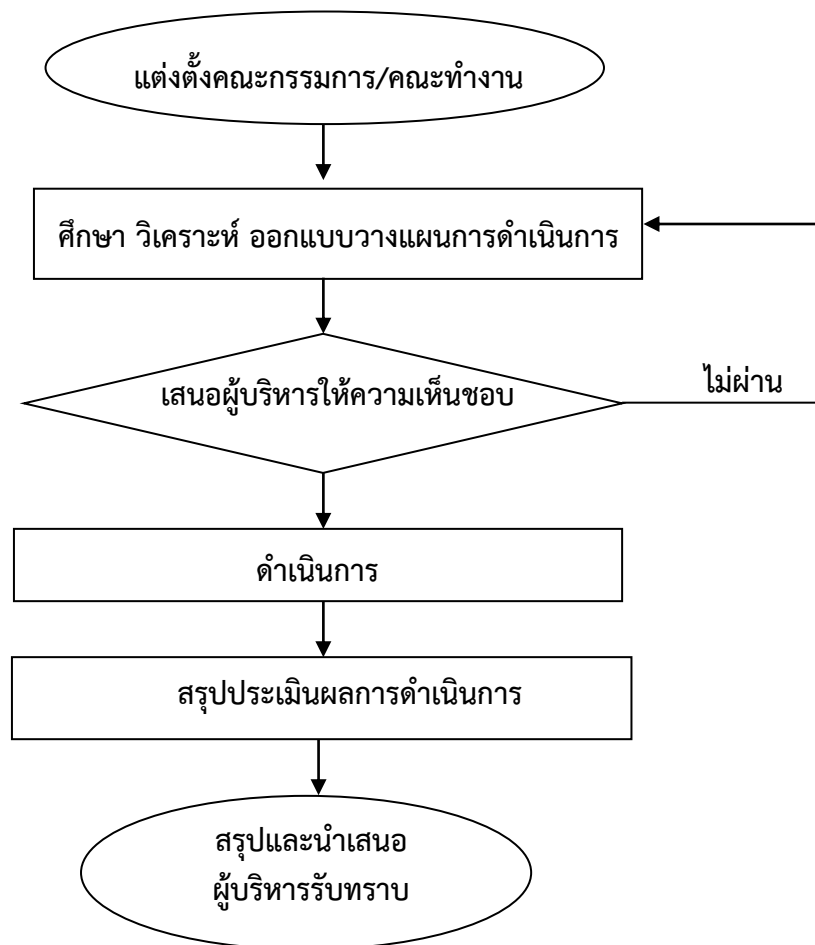 แต่งตั้งคณะกรรมการ/คณะทำงาน
ศึกษา วิเคราะห์ ออกแบบวางแผนการดำเนินการ
เสนอผู้บริหารให้ความเห็นชอบ
ไม่ผ่าน
ดำเนินการ
สรุปประเมินผลการดำเนินการ
สรุปและนำเสนอ
ผู้บริหารรับทราบ